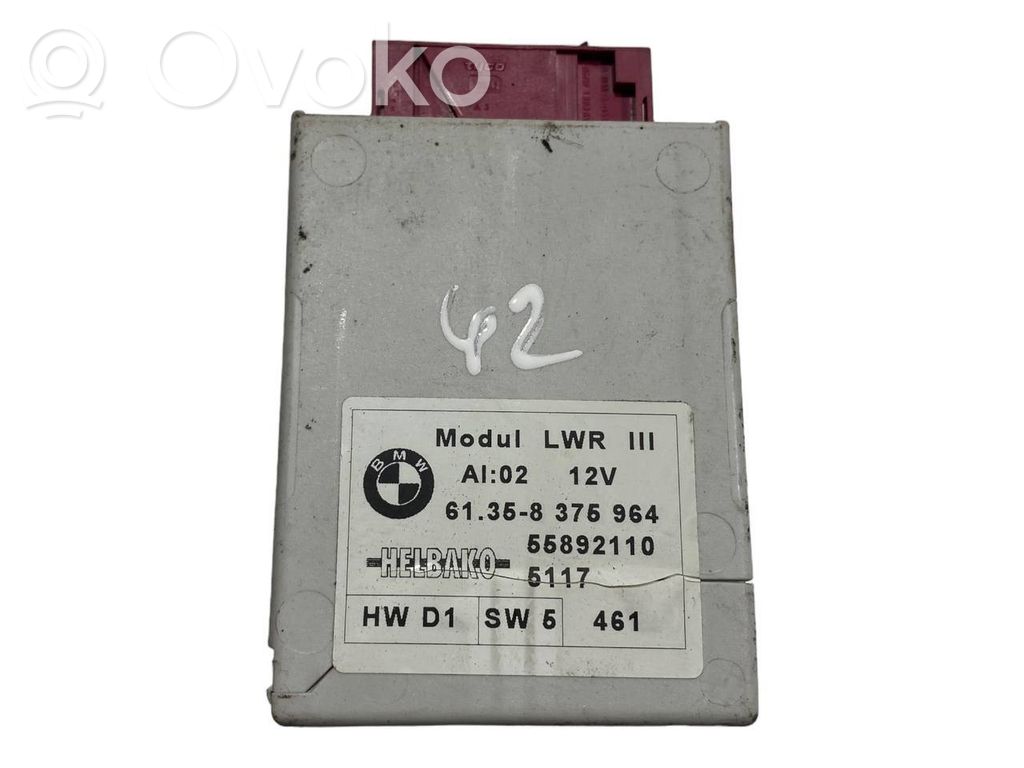 Ovoko
42
Modul LWR III
BMW
AI:02 12V
61.35-8 375 964
55892110
HELBAKO
5117
HW D1 SW 5 461